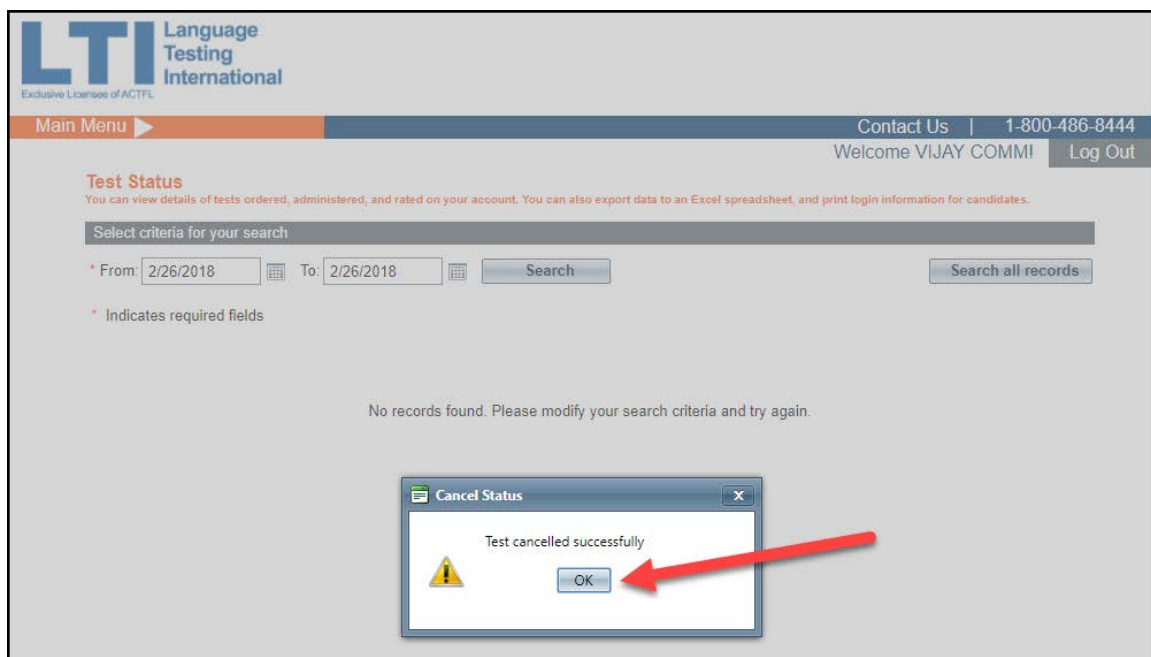 LTI
Language
Testing
International
Exclusive Licensee of ACTFL
Main Menu
Contact Us | 1-800-486-8444
Welcome VIJAY COMM! Log Out
Test Status
You can view details of tests ordered, administered, and rated on your account. You can also export data to an Excel spreadsheet, and print login information for candidates.
Select criteria for your search
* From: 2/26/2018 To: 2/26/2018 Search Search all records
* Indicates required fields
No records found. Please modify your search criteria and try again.
Cancel Status x
Test cancelled successfully
OK